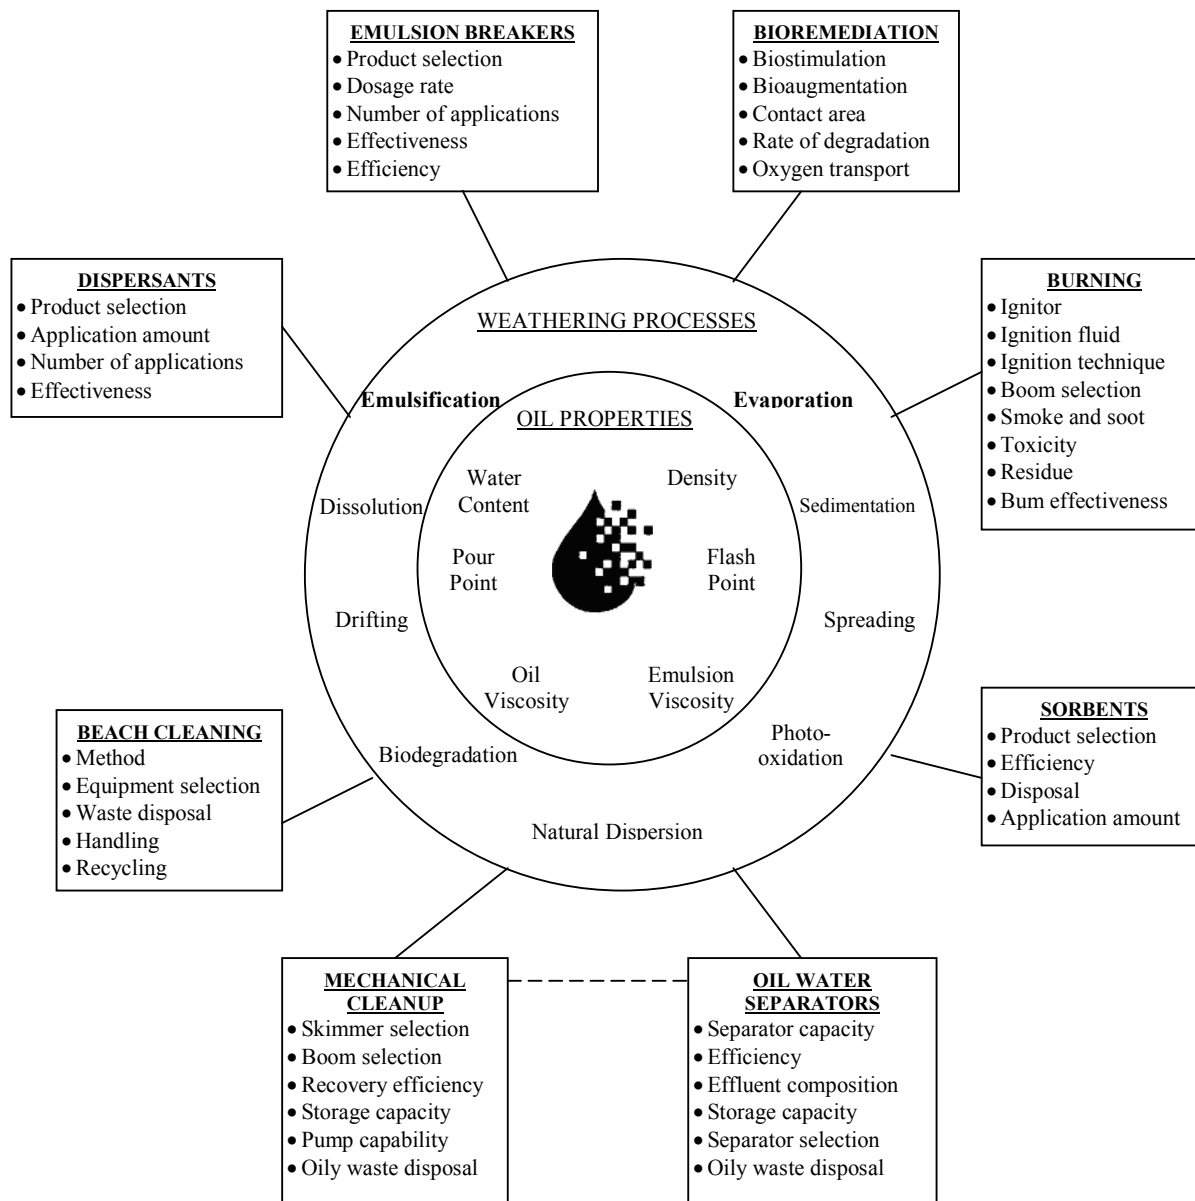 EMULSION BREAKERS
• Product selection
• Dosage rate
• Number of applications
• Effectiveness
• Efficiency
BIOREMEDIATION
• Biostimulation
• Bioaugmentation
• Contact area
• Rate of degradation
• Oxygen transport
DISPERSANTS
• Product selection
• Application amount
• Number of applications
• Effectiveness
BURNING
• Ignitor
• Ignition fluid
• Ignition technique
• Boom selection
• Smoke and soot
• Toxicity
• Residue
• Bum effectiveness
WEATHERING PROCESSES
Emulsification
Evaporation
Dissolution
Sedimentation
Drifting
Spreading
Biodegradation
Photo-
oxidation
Natural Dispersion
OIL PROPERTIES
Water
Content
Density
Pour
Point
Flash
Point
Oil
Viscosity
Emulsion
Viscosity
BEACH CLEANING
• Method
• Equipment selection
• Waste disposal
• Handling
• Recycling
SORBENTS
• Product selection
• Efficiency
• Disposal
• Application amount
MECHANICAL
CLEANUP
• Skimmer selection
• Boom selection
• Recovery efficiency
• Storage capacity
• Pump capability
• Oily waste disposal
OIL WATER
SEPARATORS
• Separator capacity
• Efficiency
• Effluent composition
• Storage capacity
• Separator selection
• Oily waste disposal